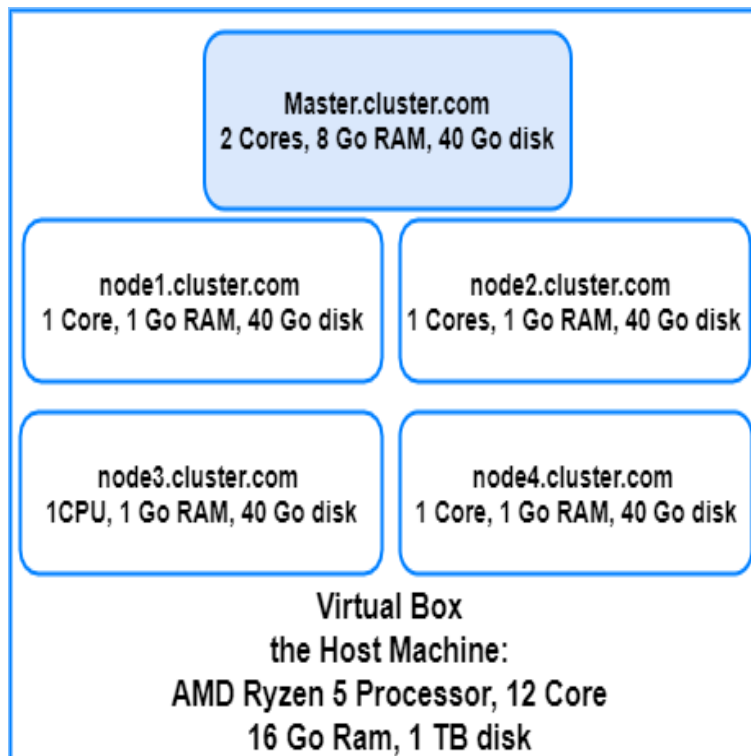 Master.cluster.com
2 Cores, 8 Go RAM, 40 Go disk
node1.cluster.com
1 Core, 1 Go RAM, 40 Go disk
node2.cluster.com
1 Cores, 1 Go RAM, 40 Go disk
node3.cluster.com
1CPU, 1 Go RAM, 40 Go disk
node4.cluster.com
1 Core, 1 Go RAM, 40 Go disk
Virtual Box
the Host Machine:
AMD Ryzen 5 Processor, 12 Core
16 Go Ram, 1 TB disk